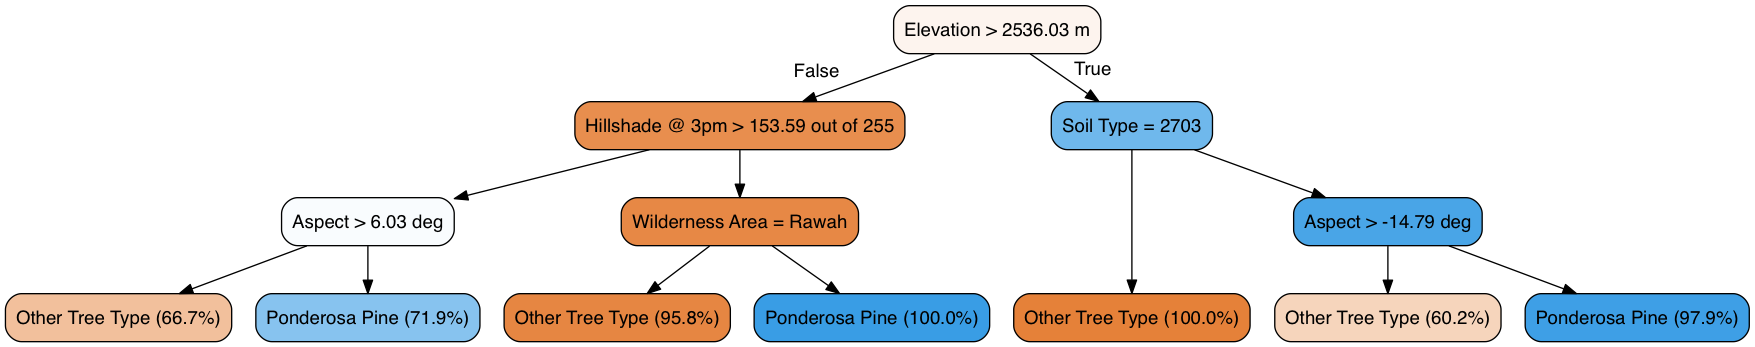 Elevation > 2536.03 m
False
True
Hillshade @ 3pm > 153.59 out of 255
Soil Type = 2703
Aspect > 6.03 deg
Wilderness Area = Rawah
Aspect > -14.79 deg
Other Tree Type (66.7%)
Ponderosa Pine (71.9%)
Other Tree Type (95.8%)
Ponderosa Pine (100.0%)
Other Tree Type (100.0%)
Other Tree Type (60.2%)
Ponderosa Pine (97.9%)